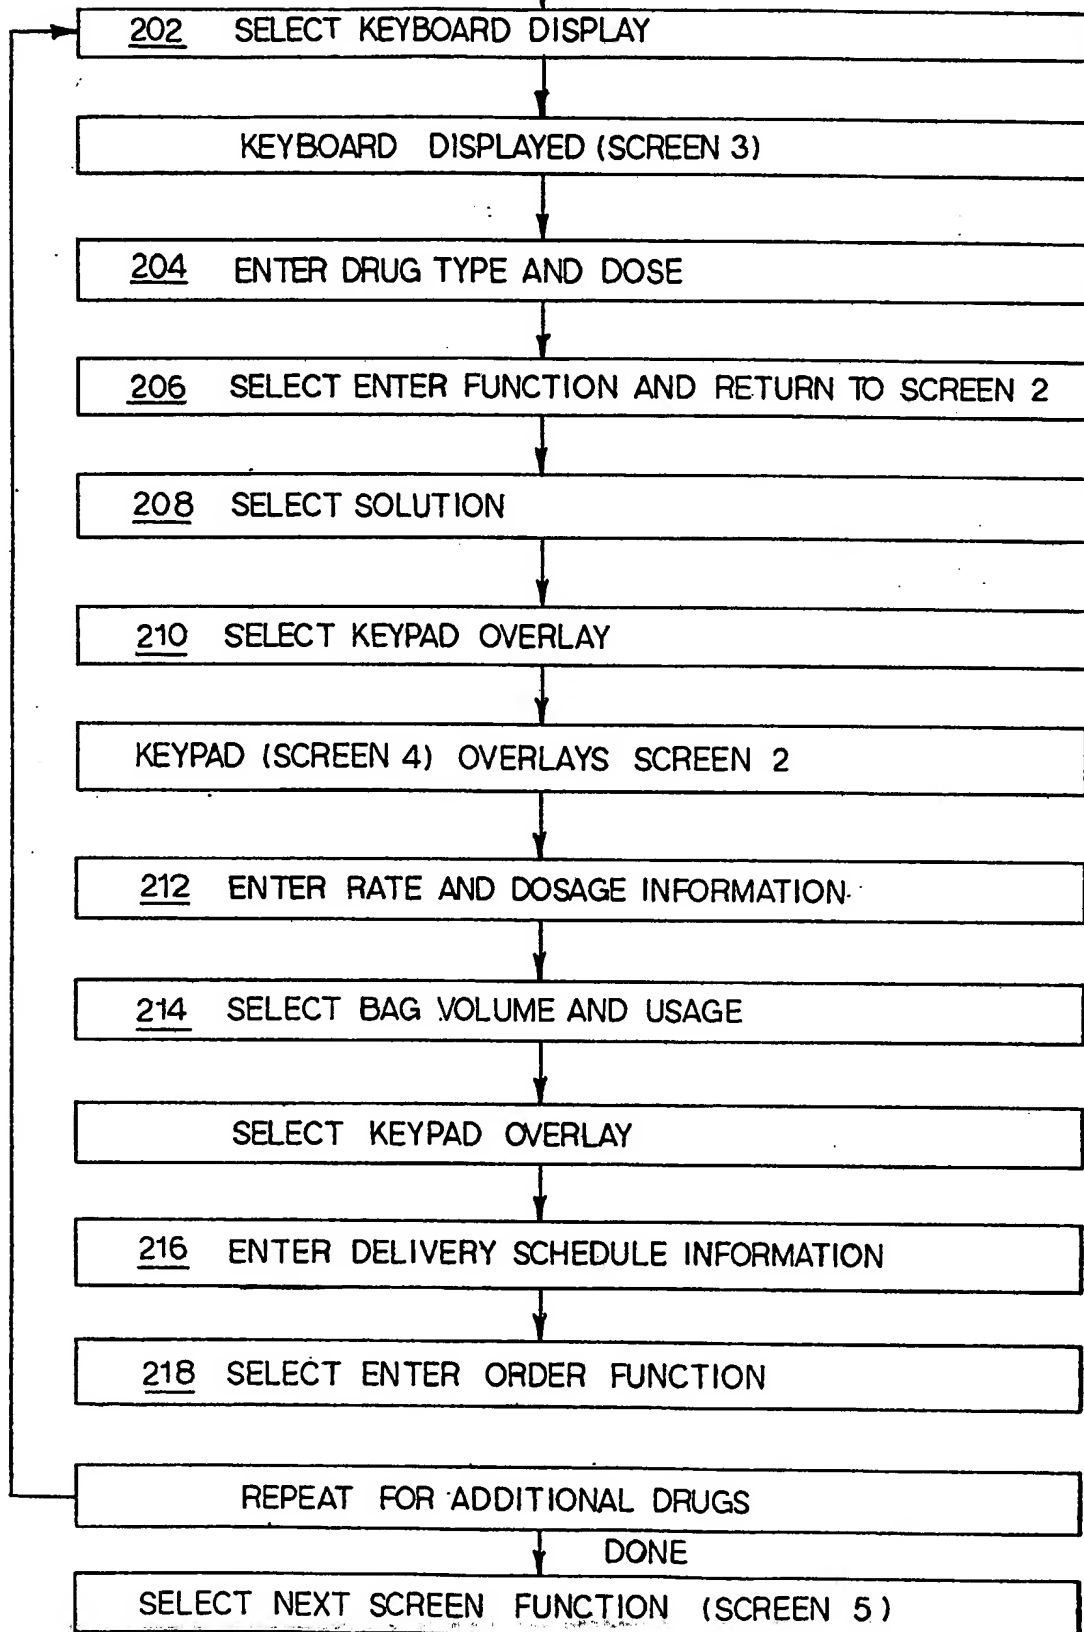 202 SELECT KEYBOARD DISPLAY
KEYBOARD DISPLAYED (SCREEN 3)
204 ENTER DRUG TYPE AND DOSE
206 SELECT ENTER FUNCTION AND RETURN TO SCREEN 2
208 SELECT SOLUTION
210 SELECT KEYPAD OVERLAY
KEYPAD (SCREEN 4) OVERLAYS SCREEN 2
212 ENTER RATE AND DOSAGE INFORMATION
214 SELECT BAG VOLUME AND USAGE
SELECT KEYPAD OVERLAY
216 ENTER DELIVERY SCHEDULE INFORMATION
218 SELECT ENTER ORDER FUNCTION
REPEAT FOR ADDITIONAL DRUGS
DONE
SELECT NEXT SCREEN FUNCTION (SCREEN 5)